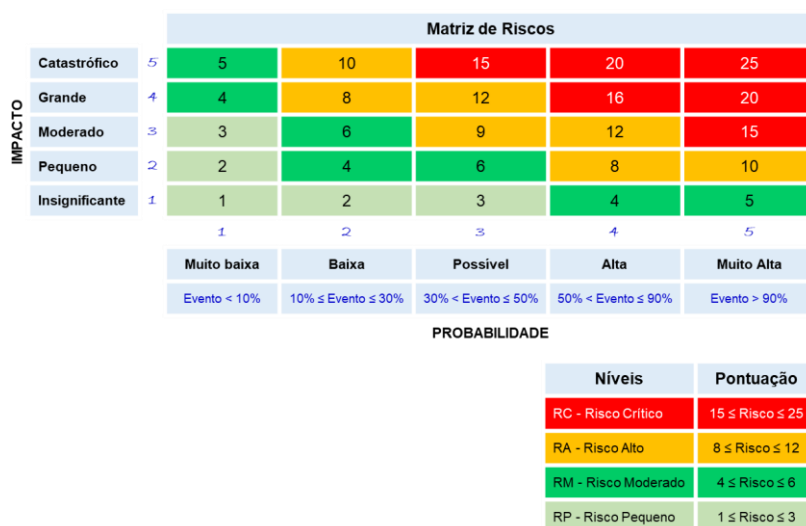 Matriz de Riscos
IMPACTO
Catastrófico 5 5 10 15 20 25
Grande 4 4 8 12 16 20
Moderado 3 3 6 9 12 15
Pequeno 2 2 4 6 8 10
Insignificante 1 1 2 3 4 5
1 2 3 4 5
Muito baixa Baixa Possível Alta Muito Alta
Evento < 10% 10% ≤ Evento ≤ 30% 30% < Evento ≤ 50% 50% < Evento ≤ 90% Evento > 90%
PROBABILIDADE
Níveis Pontuação
RC - Risco Crítico 15 ≤ Risco ≤ 25
RA - Risco Alto 8 ≤ Risco ≤ 12
RM - Risco Moderado 4 ≤ Risco ≤ 6
RP - Risco Pequeno 1 ≤ Risco ≤ 3